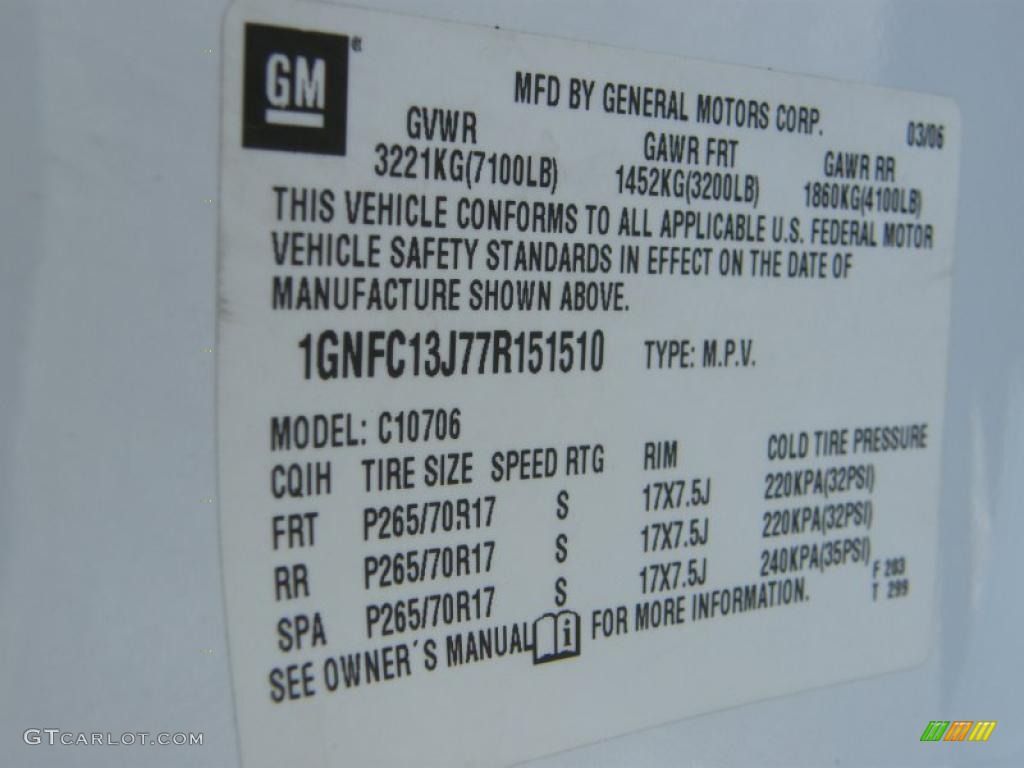 GM
MFD BY GENERAL MOTORS CORP. 03/06
GVWR GAWR FRT GAWR RR
3221KG(7100LB) 1452KG(3200LB) 1860KG(4100LB)
THIS VEHICLE CONFORMS TO ALL APPLICABLE U.S. FEDERAL MOTOR
VEHICLE SAFETY STANDARDS IN EFFECT ON THE DATE OF
MANUFACTURE SHOWN ABOVE.
1GNFC13J77R151510 TYPE: M.P.V.
MODEL: C10706
CQIH TIRE SIZE SPEED RTG RIM COLD TIRE PRESSURE
FRT P265/70R17 S 17X7.5J 220KPA(32PSI)
RR P265/70R17 S 17X7.5J 220KPA(32PSI)
SPA P265/70R17 S 17X7.5J 240KPA(35PSI)
SEE OWNER´S MANUAL i FOR MORE INFORMATION.
F 203
T 299
GTCARLOT.COM